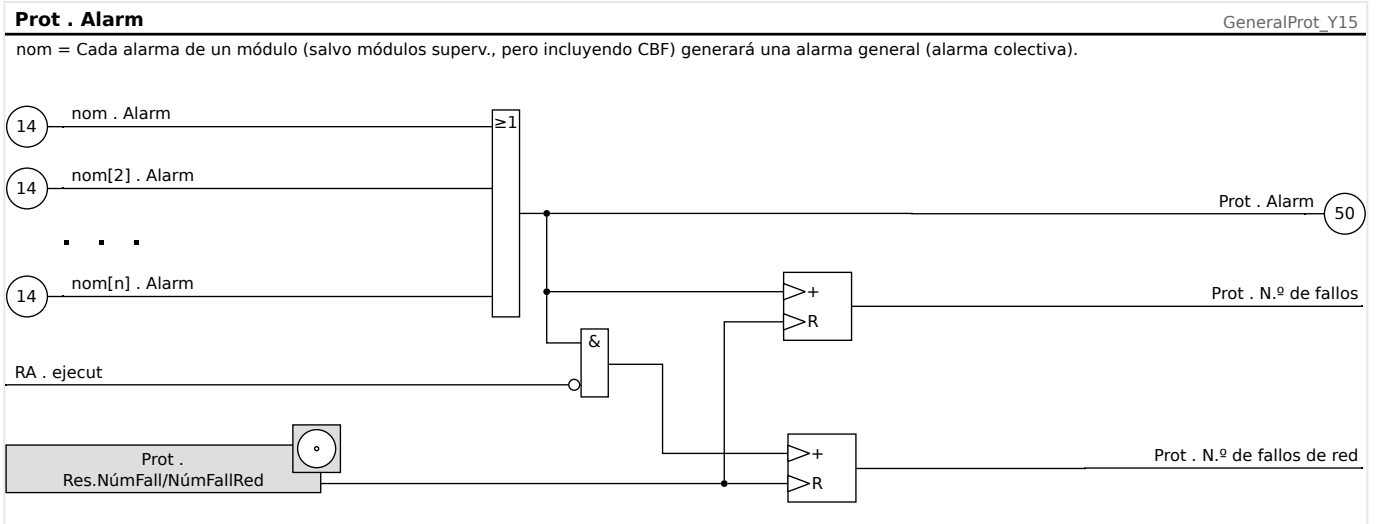 Prot . Alarm
GeneralProt_Y15
nom = Cada alarma de un módulo (salvo módulos superv., pero incluyendo CBF) generará una alarma general (alarma colectiva).
14
nom . Alarm
≥1
14
nom[2] . Alarm
Prot . Alarm
50
14
nom[n] . Alarm
+
Prot . N.º de fallos
R
&
RA . ejecut
Prot .
Res.NúmFall/NúmFallRed
+
Prot . N.º de fallos de red
R